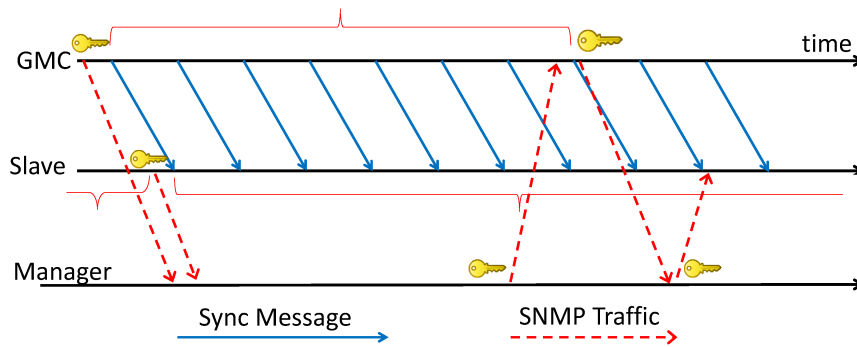 time
GMC
Slave
Manager
Sync Message
SNMP Traffic